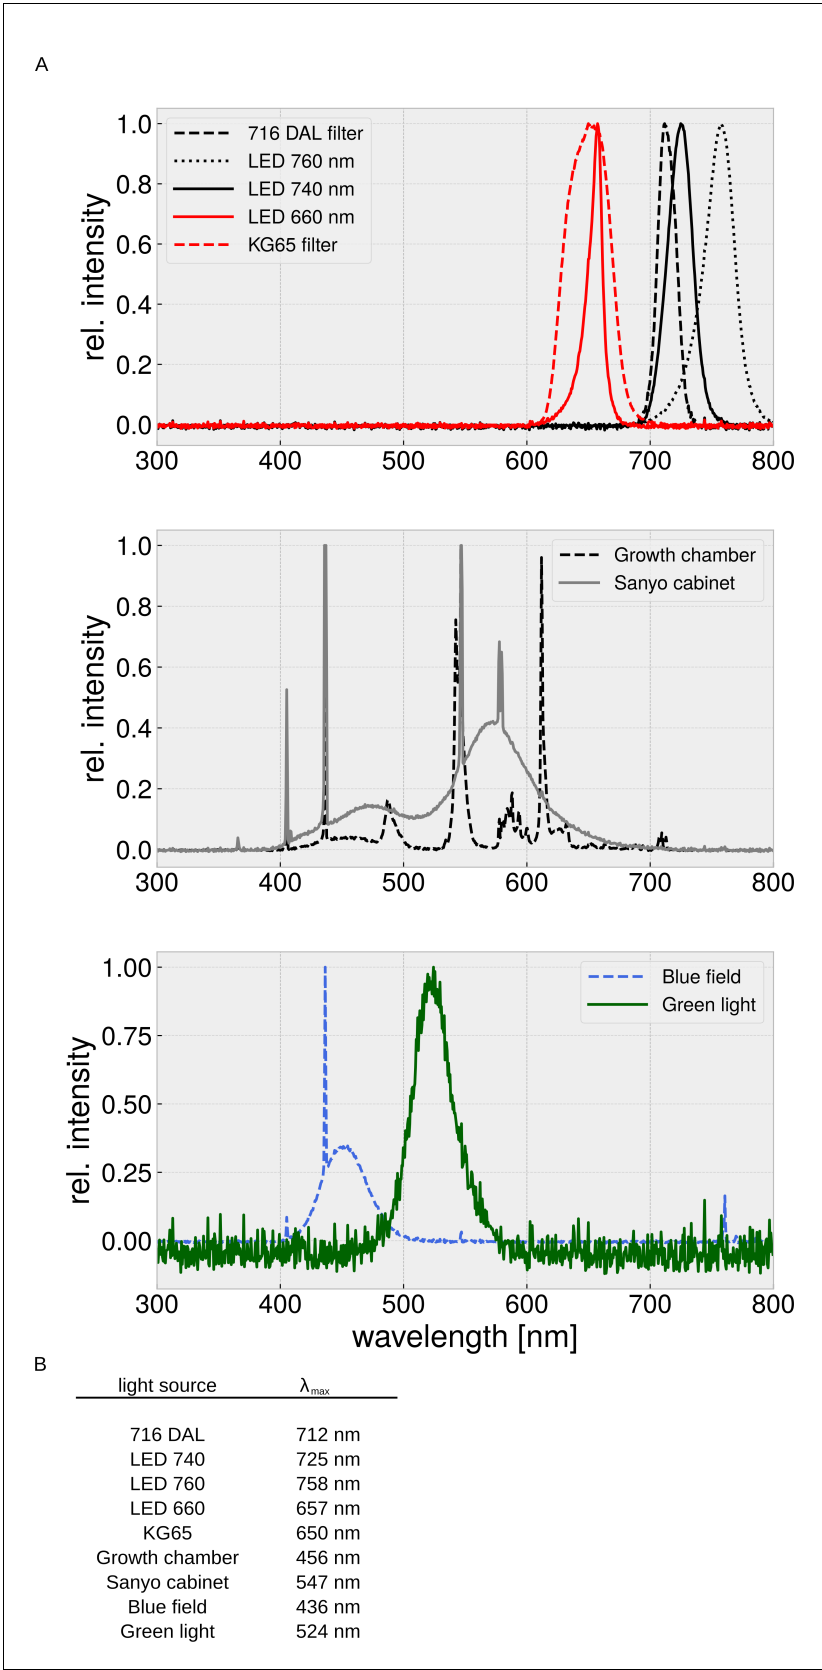 A
1.0
0.8
0.6
0.4
0.2
0.0
rel. intensity
716 DAL filter
LED 760 nm
LED 740 nm
LED 660 nm
KG65 filter
300 400 500 600 700 800
1.0
0.8
0.6
0.4
0.2
0.0
rel. intensity
Growth chamber
Sanyo cabinet
300 400 500 600 700 800
1.00
0.75
0.50
0.25
0.00
rel. intensity
Blue field
Green light
300 400 500 600 700 800
wavelength [nm]
B
light source λmax
716 DAL 712 nm
LED 740 725 nm
LED 760 758 nm
LED 660 657 nm
KG65 650 nm
Growth chamber 456 nm
Sanyo cabinet 547 nm
Blue field 436 nm
Green light 524 nm